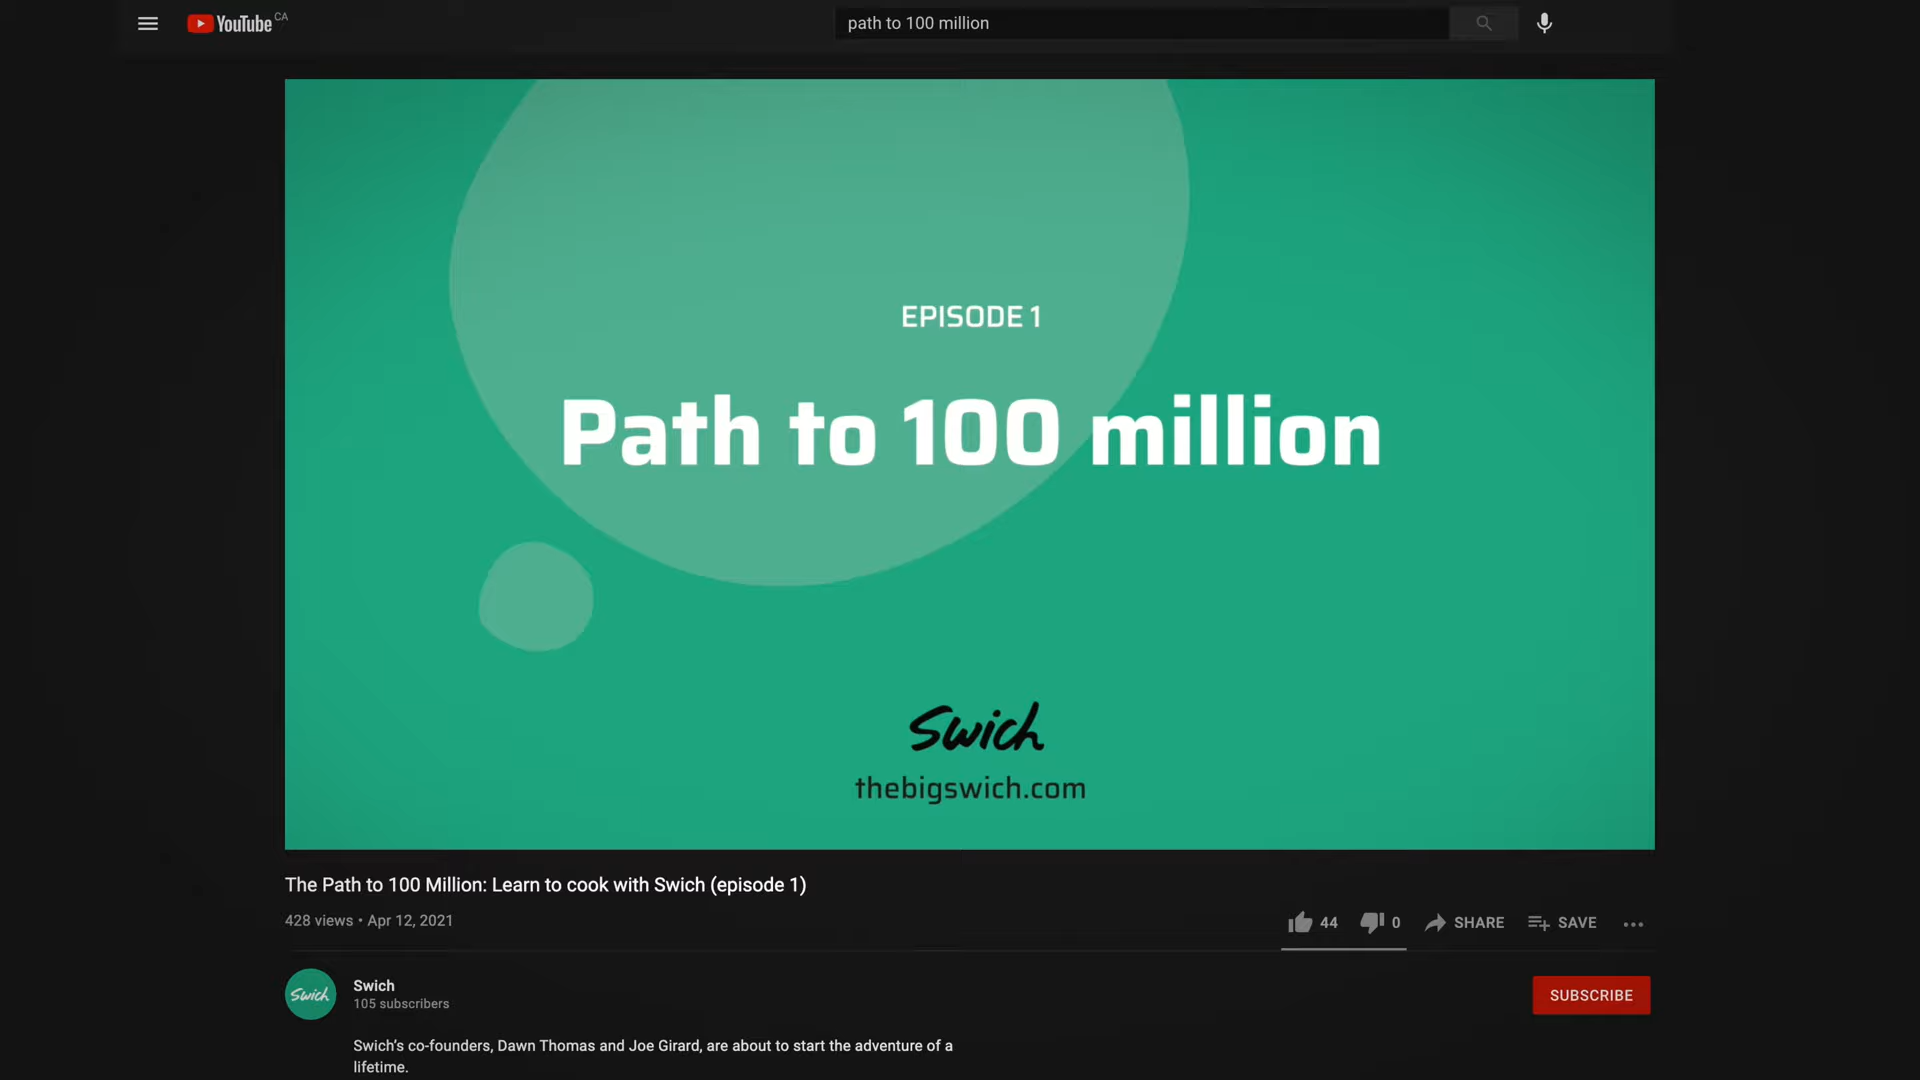 YouTube CA
path to 100 million
EPISODE 1
Path to 100 million
Swich
thebigswich.com
The Path to 100 Million: Learn to cook with Swich (episode 1)
428 views • Apr 12, 2021
44
0
SHARE
SAVE
Swich
Swich
105 subscribers
SUBSCRIBE
Swich’s co-founders, Dawn Thomas and Joe Girard, are about to start the adventure of a
lifetime.